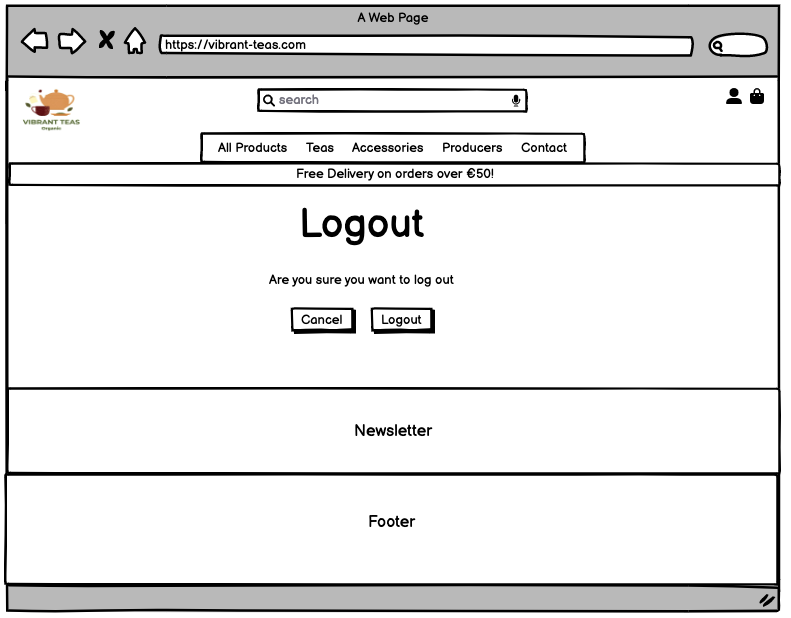 A Web Page
https://vibrant-teas.com
search
VIBRANT TEAS
Organic
All Products Teas Accessories Producers Contact
Free Delivery on orders over €50!
Logout
Are you sure you want to log out
Cancel Logout
Newsletter
Footer